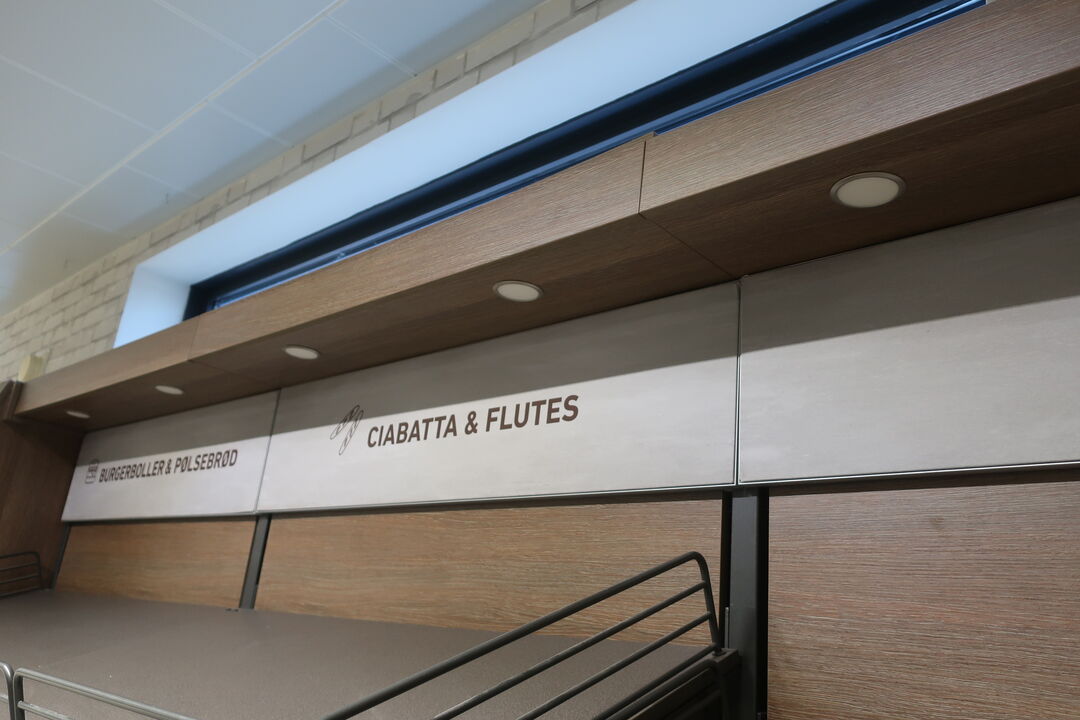 BURGERBOLLER & PØLSEBRØD
CIABATTA & FLUTES